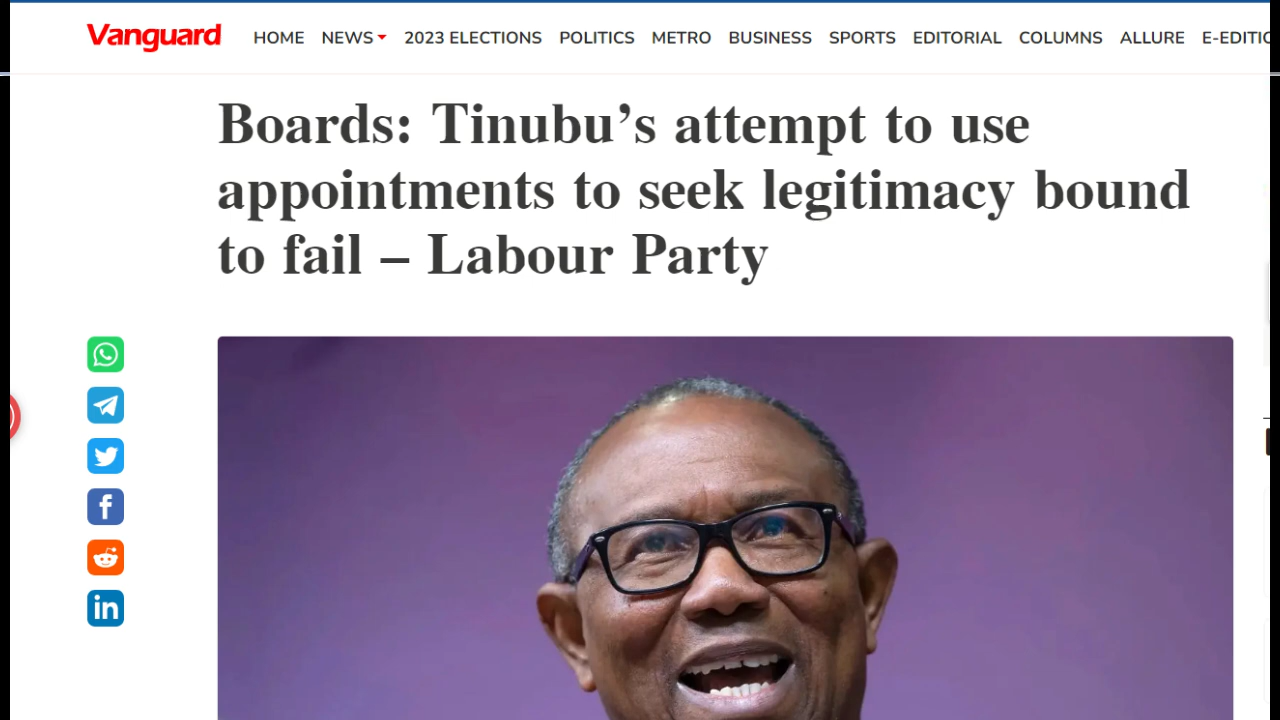 Vanguard HOME NEWS 2023 ELECTIONS POLITICS METRO BUSINESS SPORTS EDITORIAL COLUMNS ALLURE
Boards: Tinubu’s attempt to use
appointments to seek legitimacy bound
to fail – Labour Party